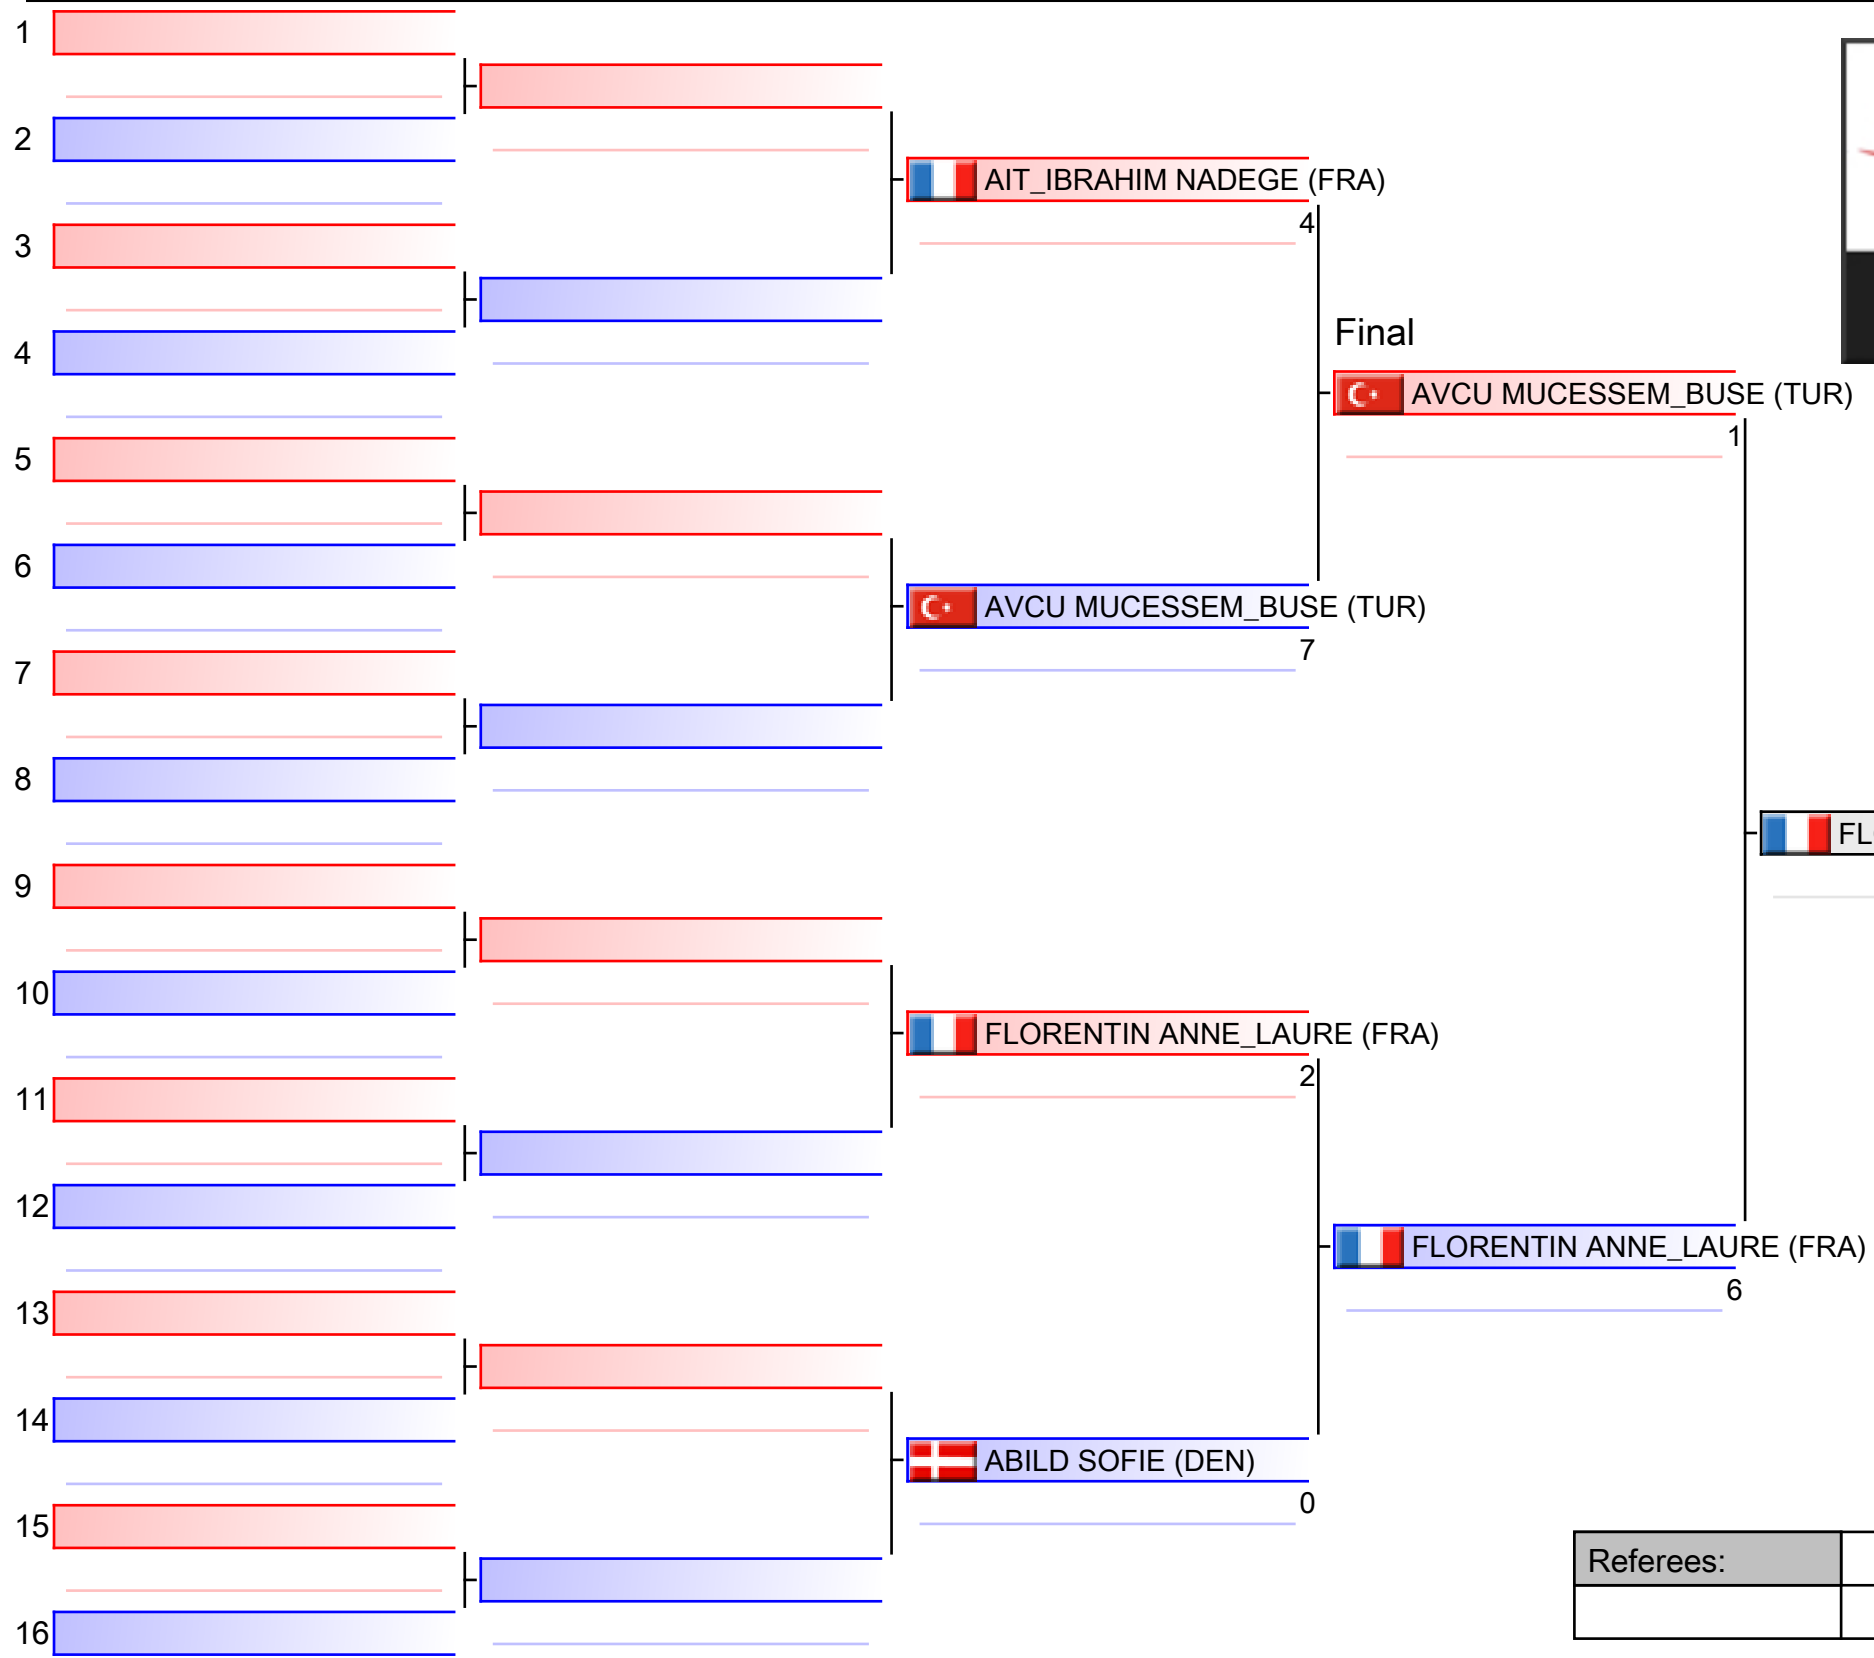 1
2
3
4
5
6
7
8
9
10
11
12
13
14
15
16
AIT_IBRAHIM NADEGE (FRA)
4
AVCU MUCESSEM_BUSE (TUR)
7
FLORENTIN ANNE_LAURE (FRA)
2
ABILD SOFIE (DEN)
0
Final
AVCU MUCESSEM_BUSE (TUR)
1
FLORENTIN ANNE_LAURE (FRA)
6
FL
Referees: